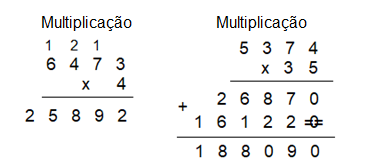 Multiplicação
1 2 1
6 4 7 3
x 4
2 5 8 9 2
Multiplicação
5 3 7 4
x 3 5
+ 2 6 8 7 0
1 6 1 2 2 0
1 8 8 0 9 0